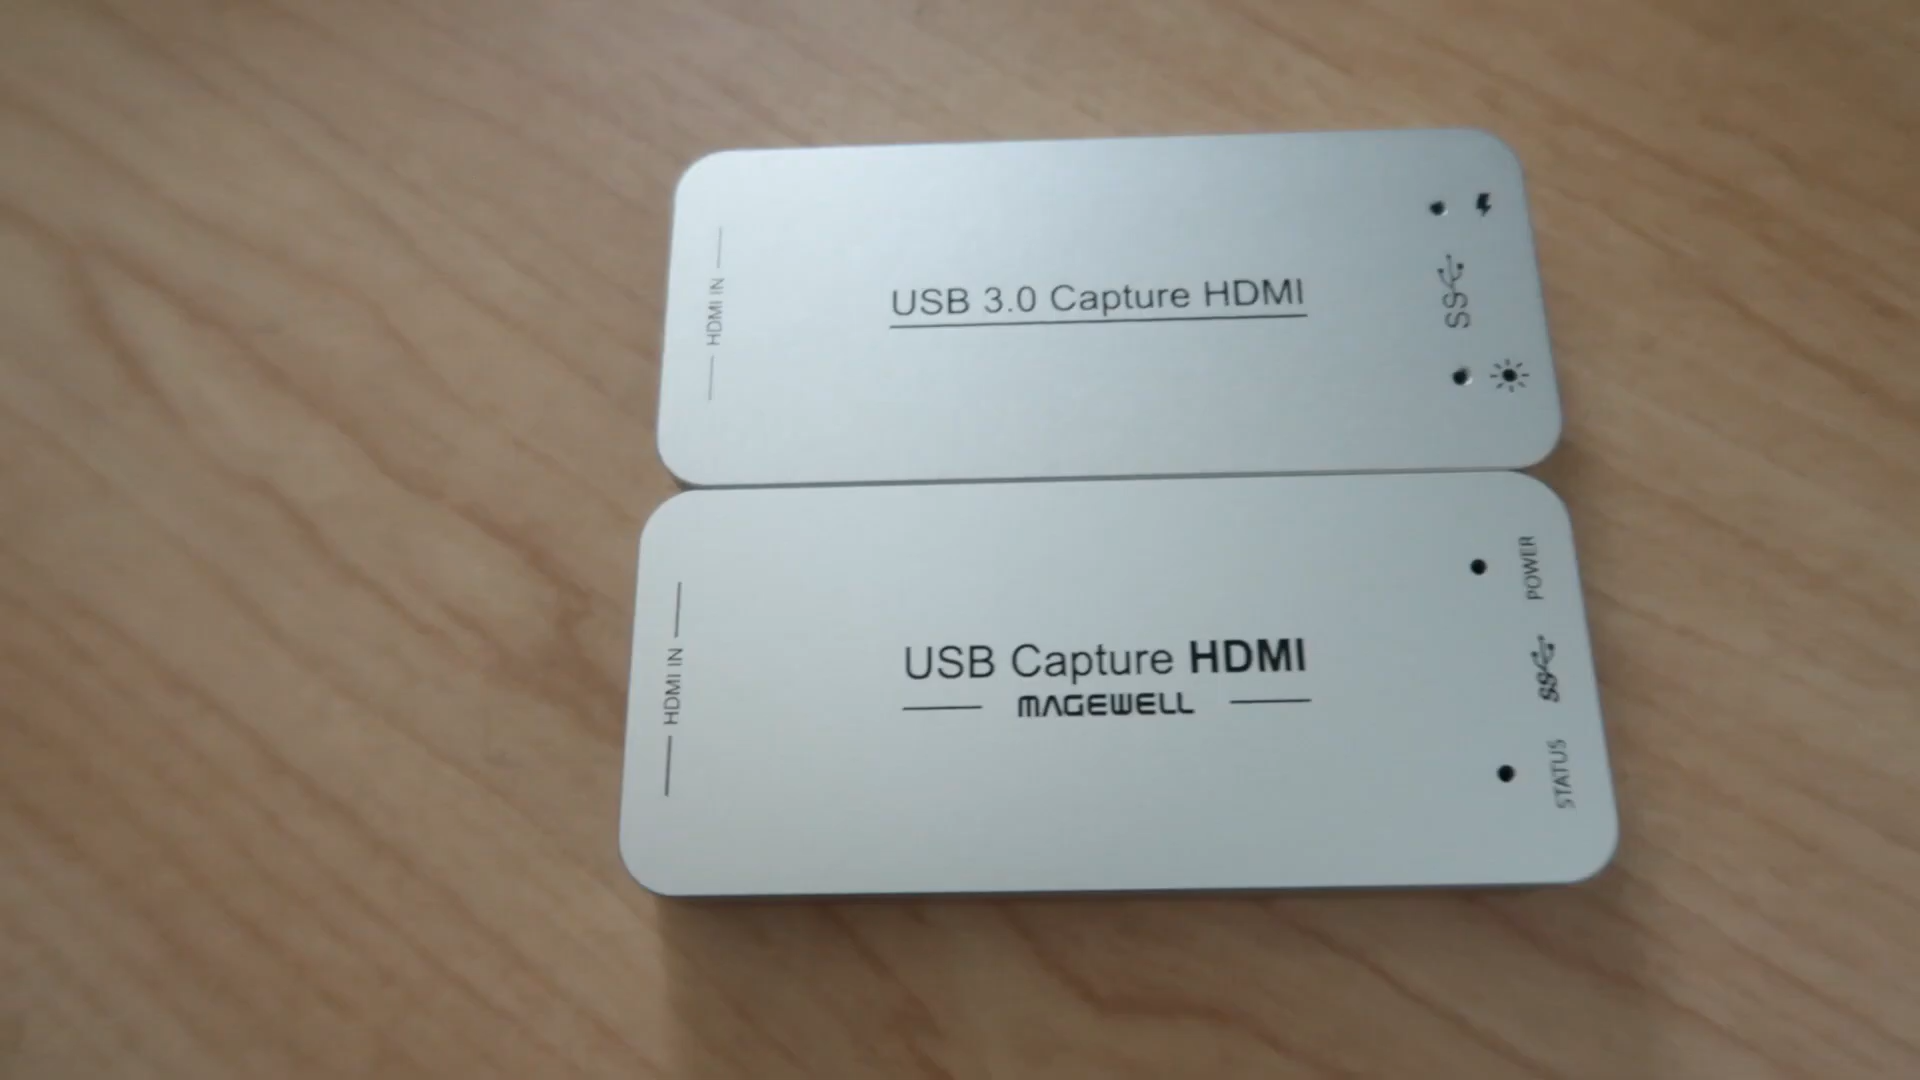 HDMI IN
USB 3.0 Capture HDMI
SS
HDMI IN
USB Capture HDMI
MAGEWELL
POWER
SS
STATUS